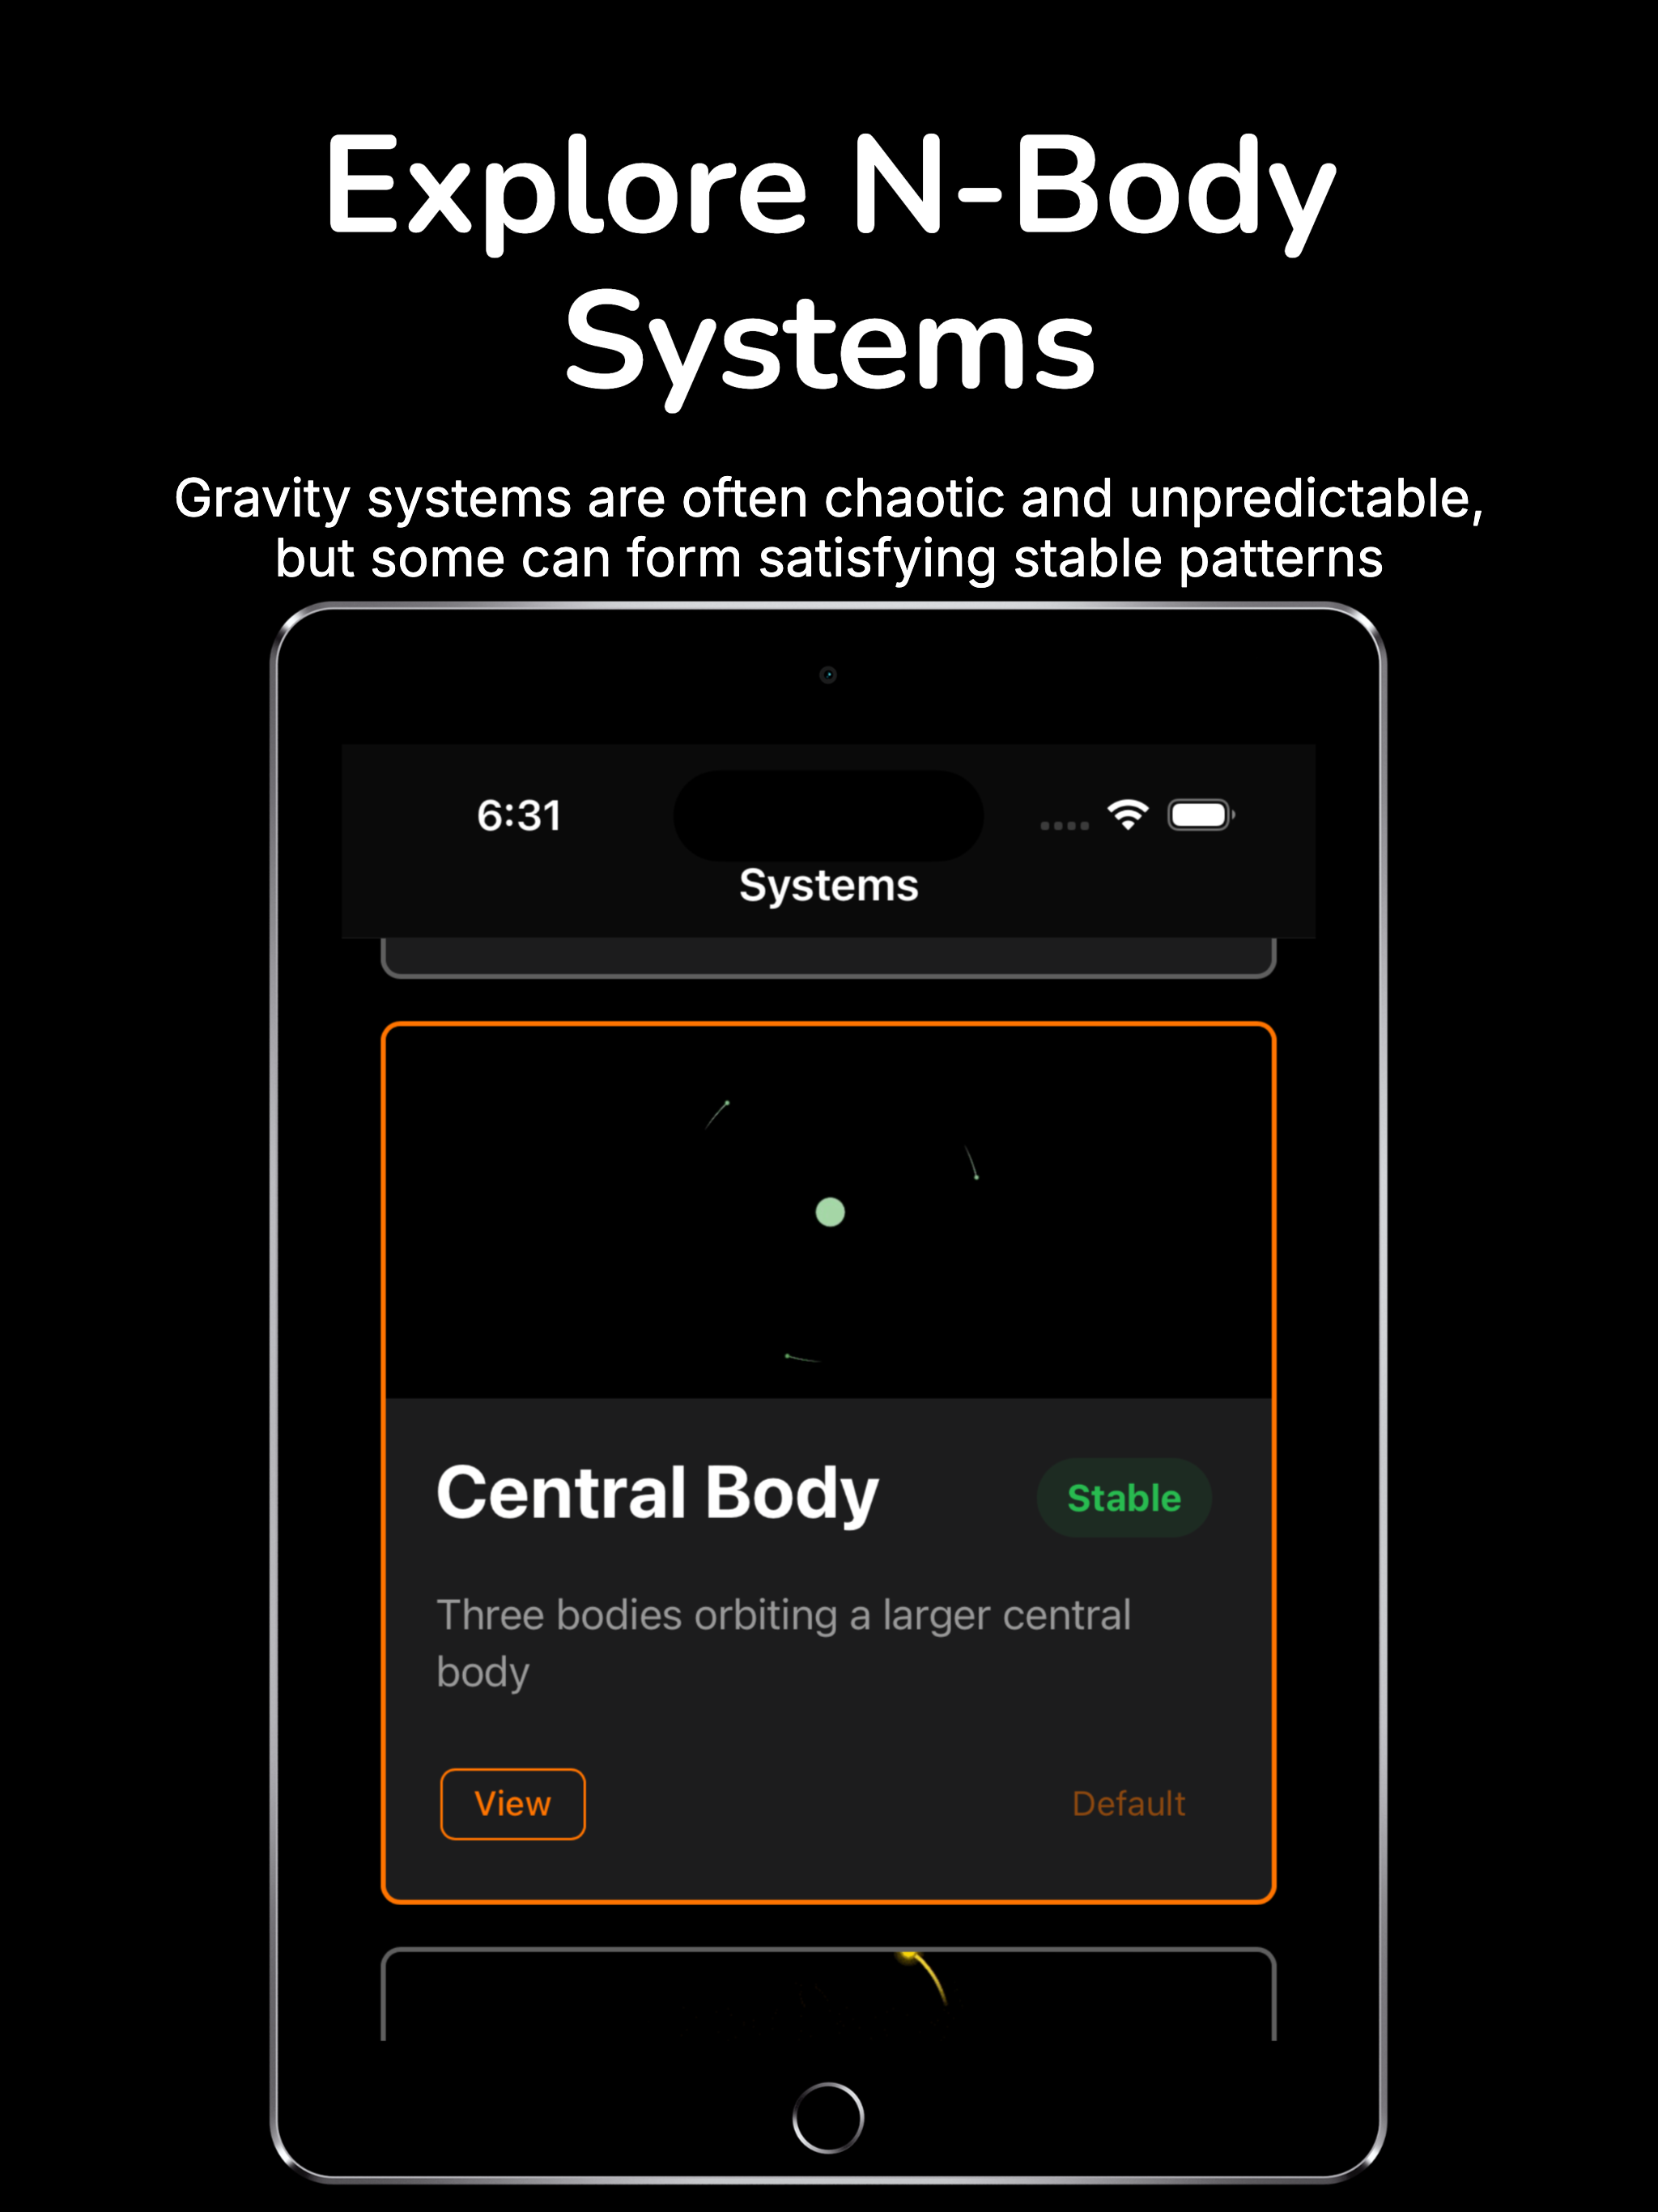 Explore N-Body
Systems
Gravity systems are often chaotic and unpredictable,
but some can form satisfying stable patterns
6:31
Systems
Central Body
Stable
Three bodies orbiting a larger central
body
View
Default